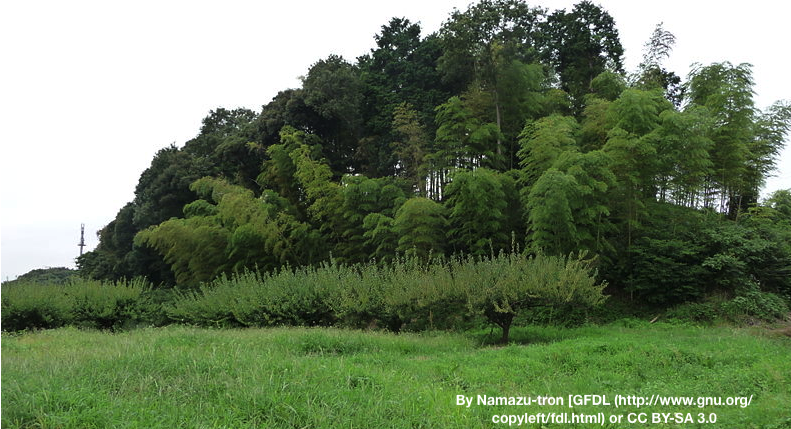 By Namazu-tron [GFDL (http://www.gnu.org/
copyleft/fdl.html) or CC BY-SA 3.0